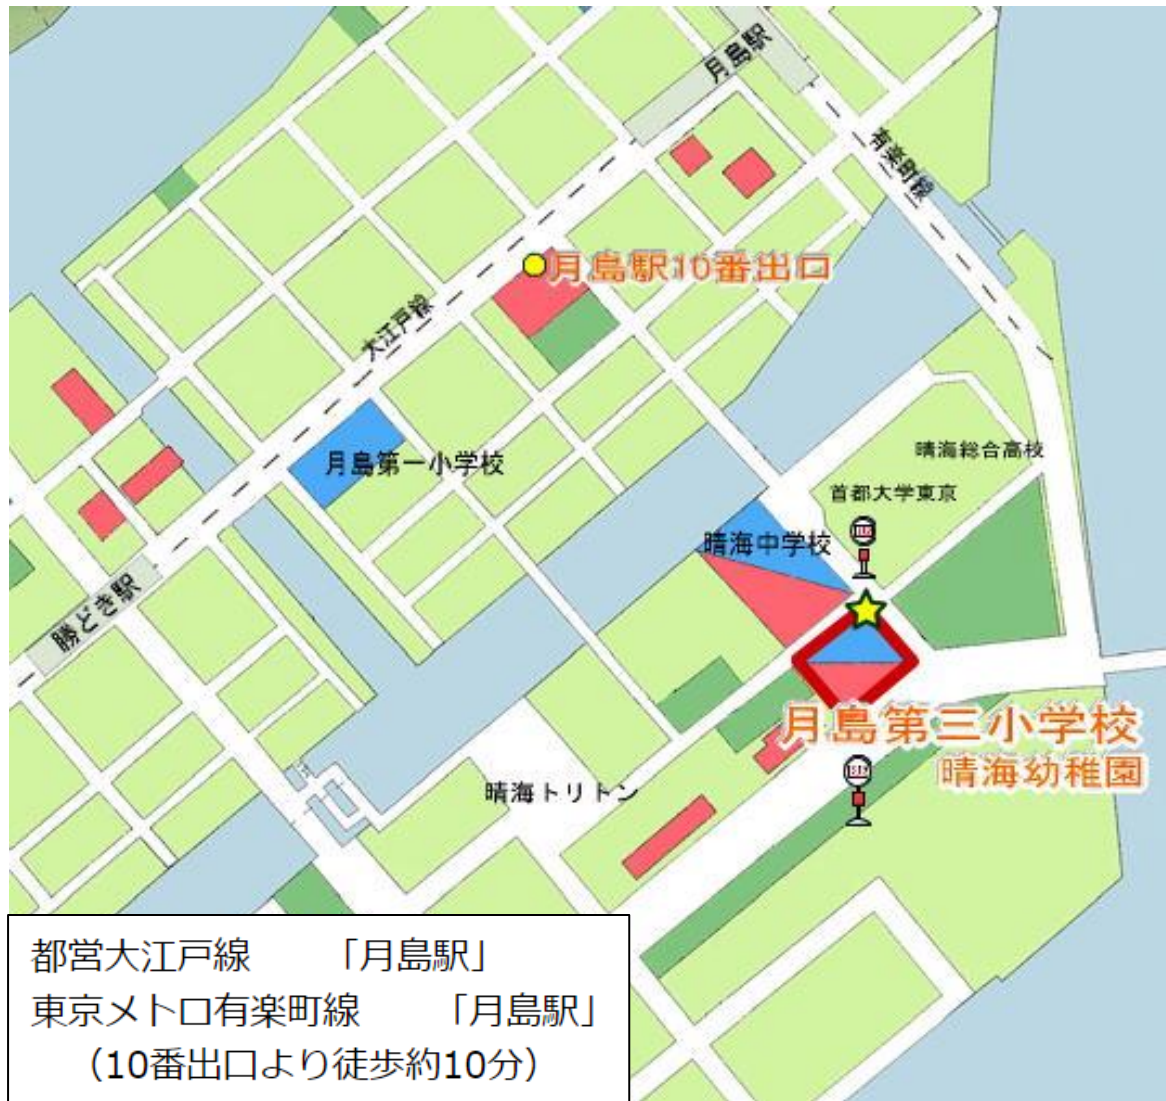 月島駅
有楽町線
月島駅10番出口
大江戸線
月島第一小学校
晴海総合高校
首都大学東京
晴海中学校
勝どき駅
月島第三小学校
晴海幼稚園
晴海トリトン
都営大江戸線 「月島駅」
東京メトロ有楽町線 「月島駅」
（10番出口より徒歩約10分）